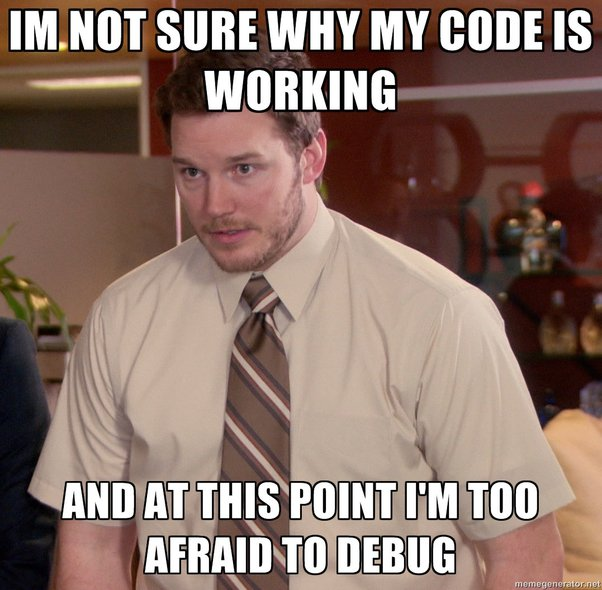 IM NOT SURE WHY MY CODE IS
WORKING
AND AT THIS POINT I'M TOO
AFRAID TO DEBUG
memegenerator.net